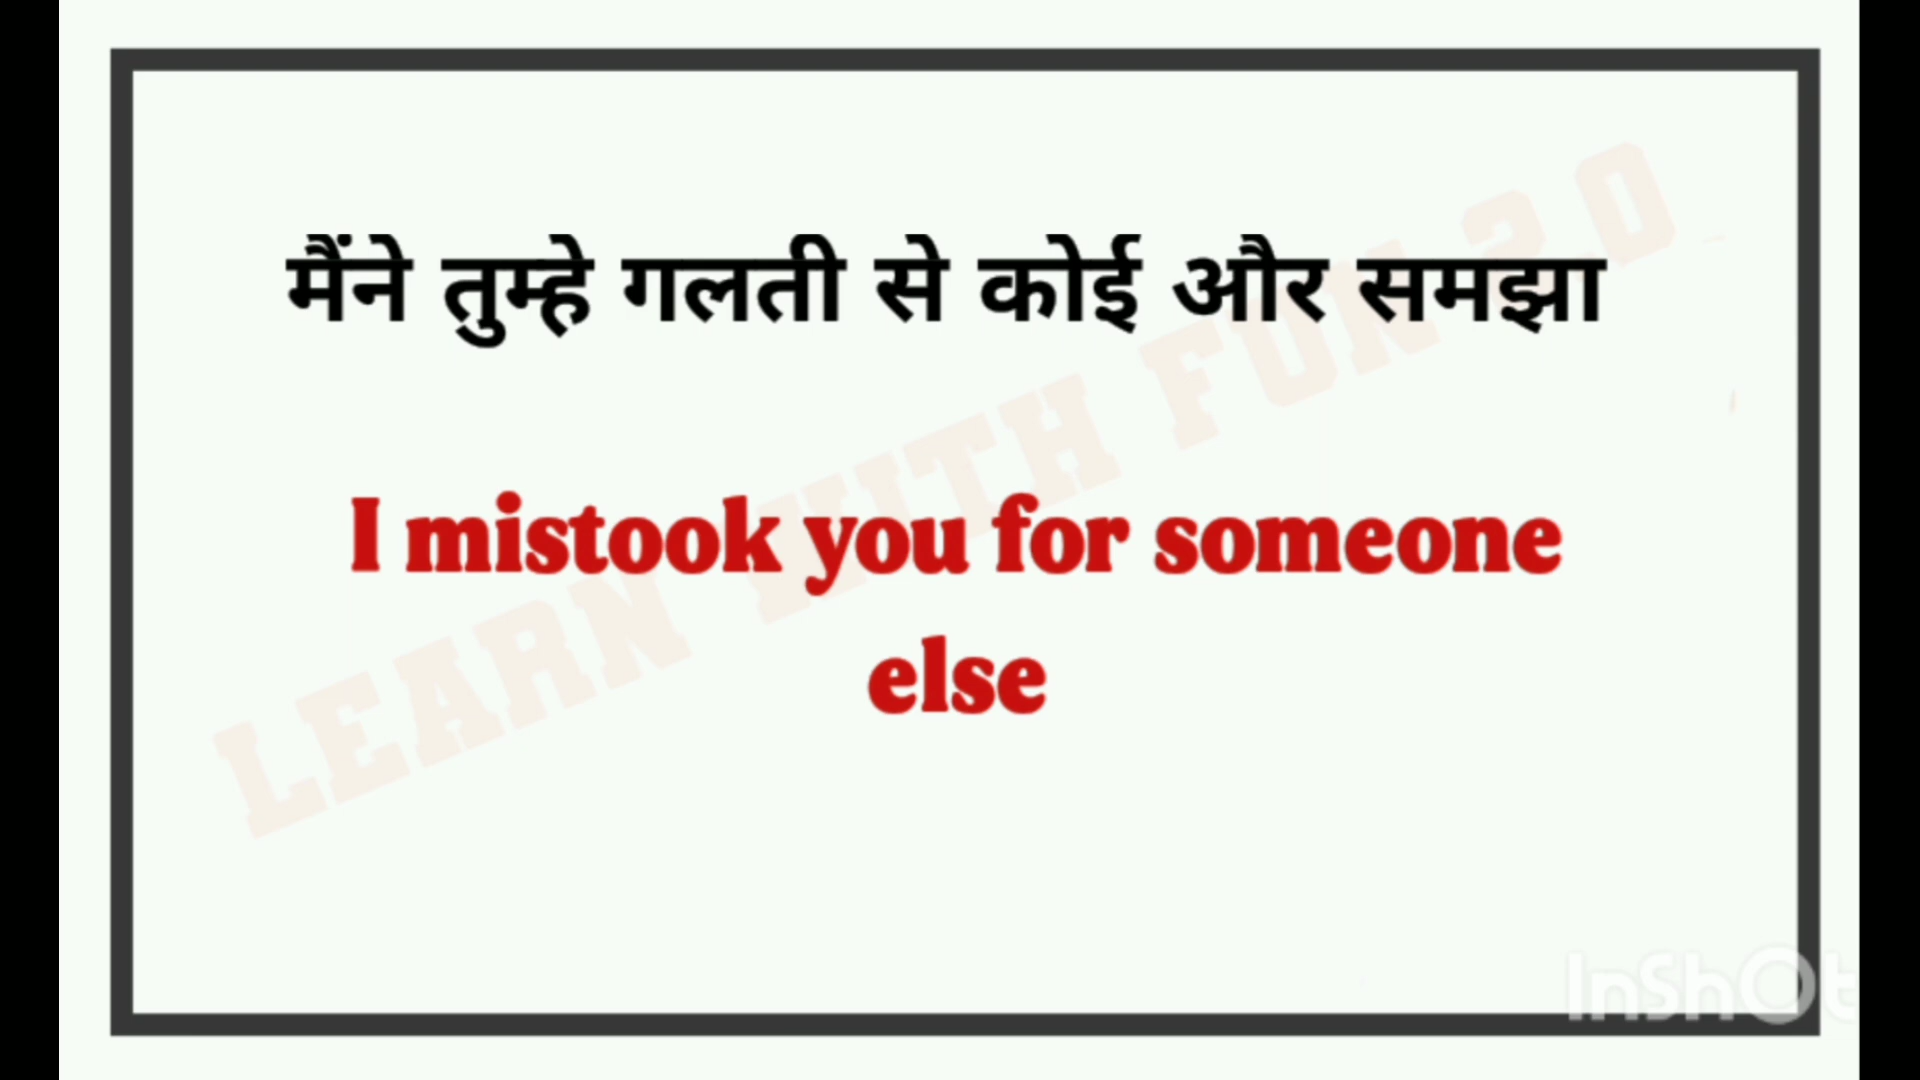 मैंने तुम्हे गलती से कोई और समझा
I mistook you for someone
else
LEARN WITH FUN 2.0
InShOt